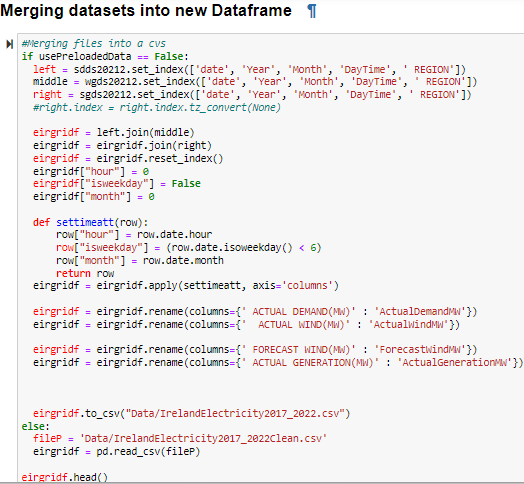 Merging datasets into new Dataframe ¶
#Merging files into a cvs
if usePreloadedData == False:
left = sdds20212.set_index(['date', 'Year', 'Month', 'DayTime', ' REGION'])
middle = wgds20212.set_index(['date', 'Year', 'Month', 'DayTime', ' REGION'])
right = sgds20212.set_index(['date', 'Year', 'Month', 'DayTime', ' REGION'])
#right.index = right.index.tz_convert(None)
eirgridf = left.join(middle)
eirgridf = eirgridf.join(right)
eirgridf = eirgridf.reset_index()
eirgridf["hour"] = 0
eirgridf["isweekday"] = False
eirgridf["month"] = 0
def settimeatt(row):
row["hour"] = row.date.hour
row["isweekday"] = (row.date.isoweekday() < 6)
row["month"] = row.date.month
return row
eirgridf = eirgridf.apply(settimeatt, axis='columns')
eirgridf = eirgridf.rename(columns={' ACTUAL DEMAND(MW)' : 'ActualDemandMW'})
eirgridf = eirgridf.rename(columns={'  ACTUAL WIND(MW)' : 'ActualWindMW'})
eirgridf = eirgridf.rename(columns={' FORECAST WIND(MW)' : 'ForecastWindMW'})
eirgridf = eirgridf.rename(columns={' ACTUAL GENERATION(MW)' : 'ActualGenerationMW'})
eirgridf.to_csv("Data/IrelandElectricity2017_2022.csv")
else:
fileP = 'Data/IrelandElectricity2017_2022Clean.csv'
eirgridf = pd.read_csv(fileP)
eirgridf.head()